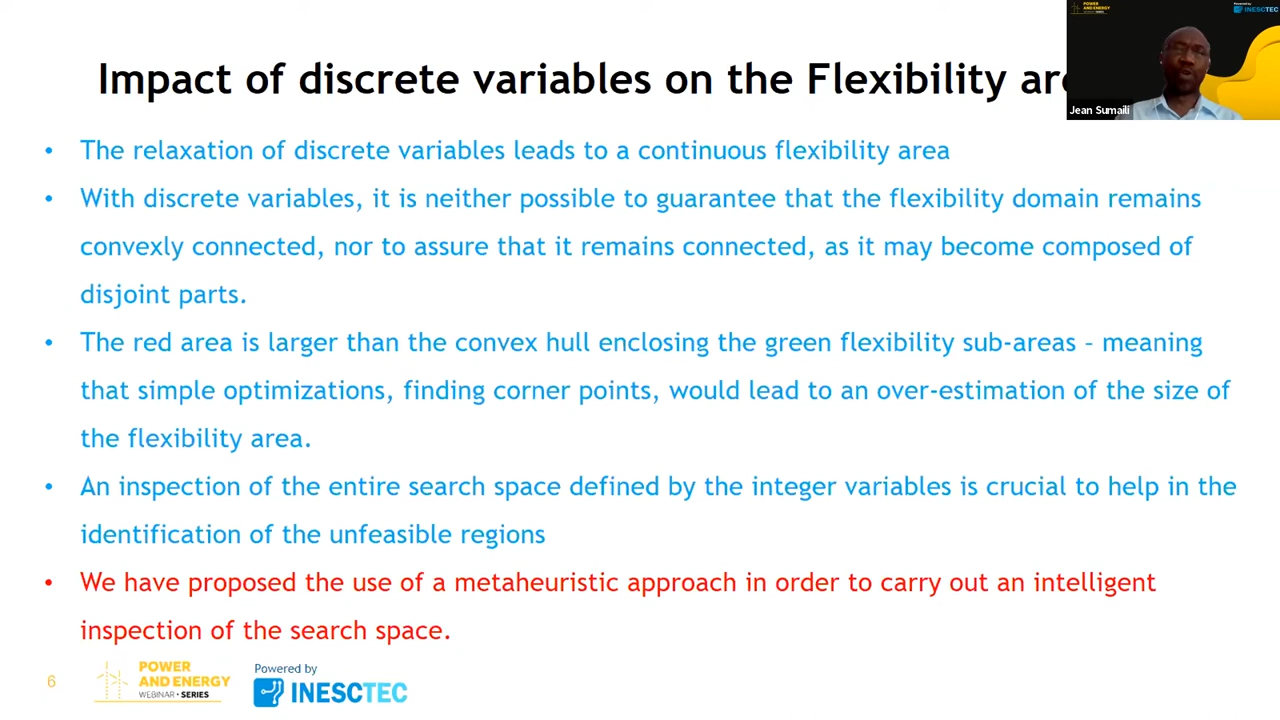 Impact of discrete variables on the Flexibility
POWER
AND ENERGY
Powered by
INESCTEC
Jean Sumaili
• The relaxation of discrete variables leads to a continuous flexibility area
• With discrete variables, it is neither possible to guarantee that the flexibility domain remains
convexly connected, nor to assure that it remains connected, as it may become composed of
disjoint parts.
• The red area is larger than the convex hull enclosing the green flexibility sub-areas – meaning
that simple optimizations, finding corner points, would lead to an over-estimation of the size of
the flexibility area.
• An inspection of the entire search space defined by the integer variables is crucial to help in the
identification of the unfeasible regions
• We have proposed the use of a metaheuristic approach in order to carry out an intelligent
inspection of the search space.
6
POWER
AND ENERGY
WEBINAR • SERIES
Powered by
INESCTEC